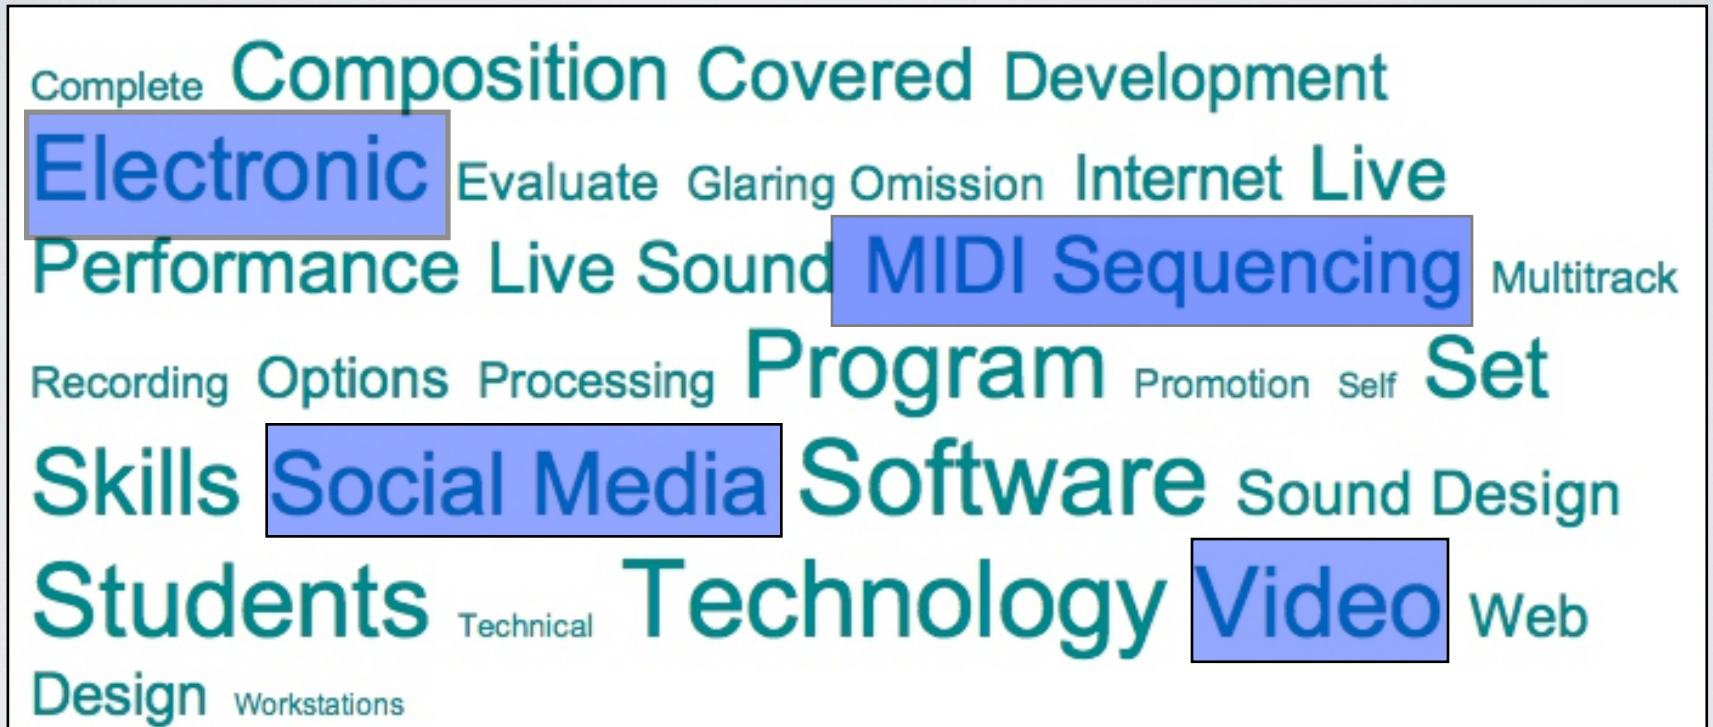 Complete Composition Covered Development
Electronic Evaluate Glaring Omission Internet Live
Performance Live Sound MIDI Sequencing Multitrack
Recording Options Processing Program Promotion Self Set
Skills Social Media Software Sound Design
Students Technical Technology Video Web
Design Workstations